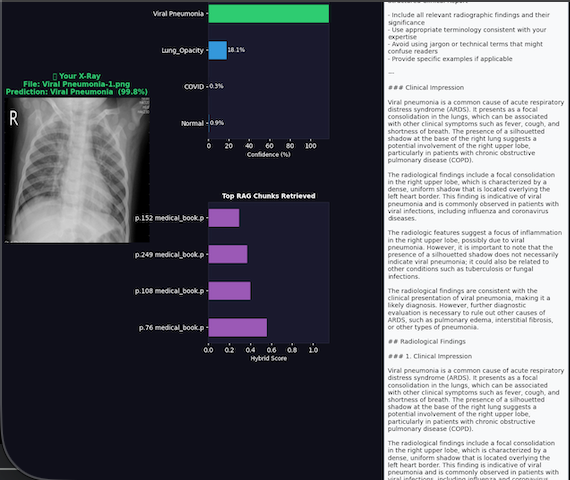 Your X-Ray
File: Viral Pneumonia-1.png
Prediction: Viral Pneumonia (99.8%)
R
Viral Pneumonia
Lung_Opacity
18.1%
COVID
0.3%
Normal
0.9%
0 20 40 60 80 100
Confidence (%)
Top RAG Chunks Retrieved
p.152 medical_book.p
p.249 medical_book.p
p.108 medical_book.p
p.76 medical_book.p
0.0 0.2 0.4 0.6 0.8 1.0
Hybrid Score
- Include all relevant radiographic findings and their
significance
- Use appropriate terminology consistent with your
expertise
- Avoid using jargon or technical terms that might
confuse readers
- Provide specific examples if applicable
---
### Clinical Impression
Viral pneumonia is a common cause of acute respiratory
distress syndrome (ARDS). It presents as a focal
consolidation in the lungs, which can be associated
with other clinical symptoms such as fever, cough, and
shortness of breath. The presence of a silhouetted
shadow at the base of the right lung suggests a
potential involvement of the right upper lobe,
particularly in patients with chronic obstructive
pulmonary disease (COPD).
The radiological findings include a focal consolidation
in the right upper lobe, which is characterized by a
dense, uniform shadow that is located overlying the
left heart border. This finding is indicative of viral
pneumonia and is commonly observed in patients with
viral infections, including influenza and coronavirus
diseases.
The radiologic features suggest a focus of inflammation
in the right upper lobe, possibly due to viral
pneumonia. However, it is important to note that the
presence of a silhouetted shadow does not necessarily
indicate viral pneumonia; it could also be related to
other conditions such as tuberculosis or fungal
infections.
The radiological findings are consistent with the
clinical presentation of viral pneumonia, making it a
likely diagnosis. However, further diagnostic
evaluation is necessary to rule out other causes of
ARDS, such as pulmonary edema, interstitial fibrosis,
or other types of pneumonia.
## Radiological Findings
### 1. Clinical Impression
Viral pneumonia is a common cause of acute respiratory
distress syndrome (ARDS). It presents as a focal
consolidation in the lungs, which can be associated
with other clinical symptoms such as fever, cough, and
shortness of breath. The presence of a silhouetted
shadow at the base of the right lung suggests a
potential involvement of the right upper lobe,
particularly in patients with chronic obstructive
pulmonary disease (COPD).
The radiological findings include a focal consolidation
in the right upper lobe, which is characterized by a
dense, uniform shadow that is located overlying the
left heart border. This finding is indicative of viral
pneumonia and is commonly observed in patients with